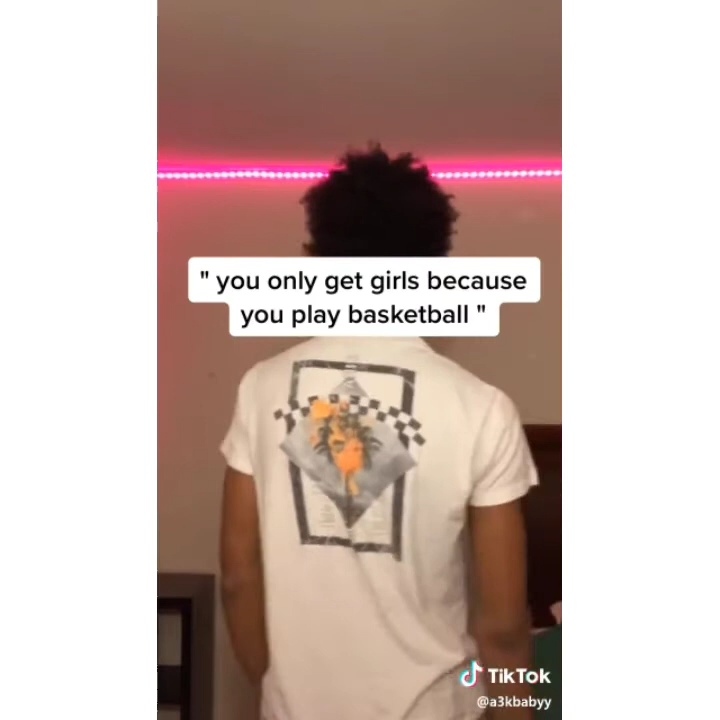 " you only get girls because
you play basketball "
TikTok
@a3kbabyy